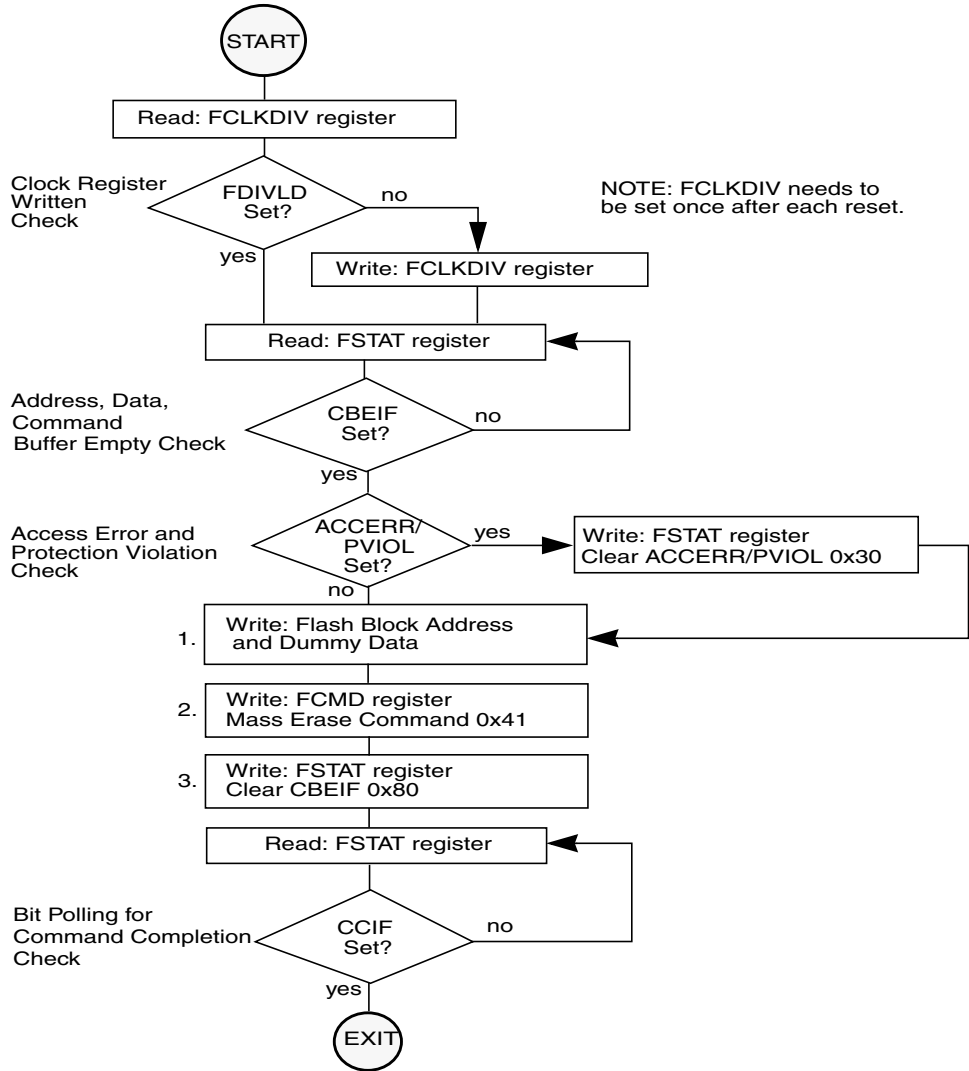 START
Read: FCLKDIV register
Clock Register
Written
Check
FDIVLD
Set?
no
yes
NOTE: FCLKDIV needs to
be set once after each reset.
Write: FCLKDIV register
Read: FSTAT register
Address, Data,
Command
Buffer Empty Check
CBEIF
Set?
no
yes
Access Error and
Protection Violation
Check
ACCERR/
PVIOL
Set?
yes
no
Write: FSTAT register
Clear ACCERR/PVIOL 0x30
1.
Write: Flash Block Address
and Dummy Data
2.
Write: FCMD register
Mass Erase Command 0x41
3.
Write: FSTAT register
Clear CBEIF 0x80
Read: FSTAT register
Bit Polling for
Command Completion
Check
CCIF
Set?
no
yes
EXIT